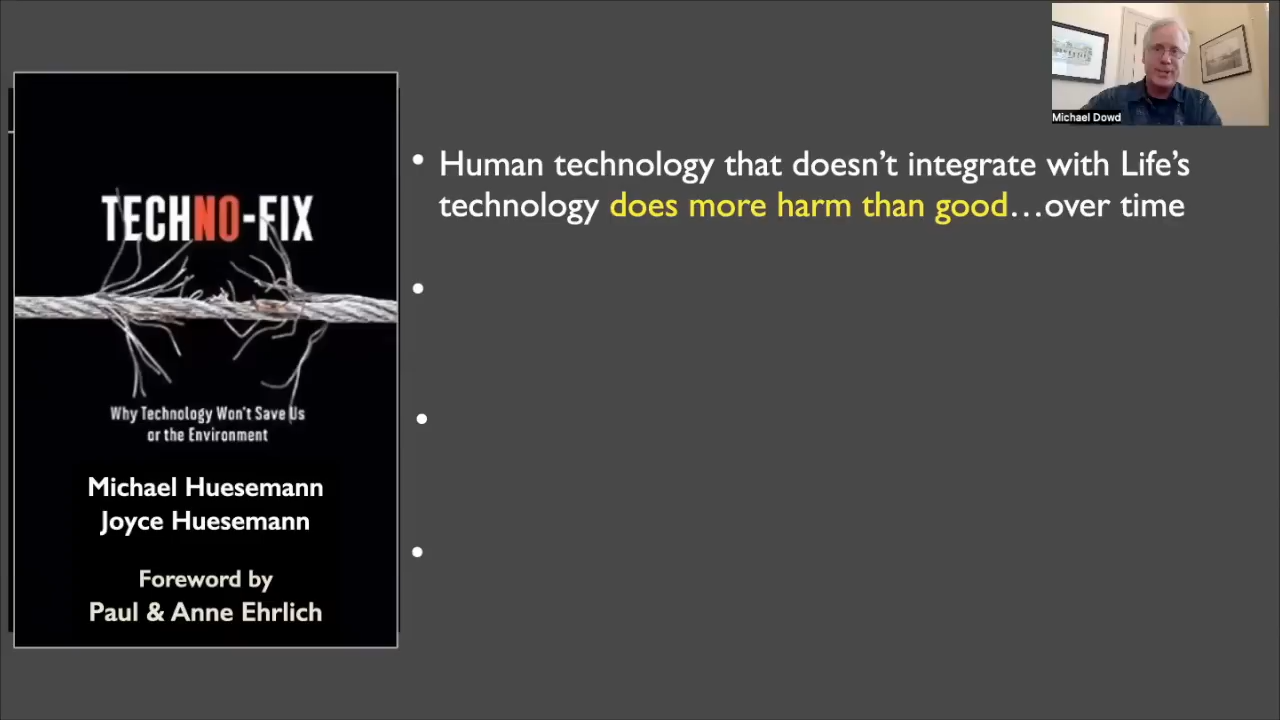 Michael Dowd
TECHNO-FIX
Why Technology Won't Save Us
or the Environment
Michael Huesemann
Joyce Huesemann
Foreword by
Paul & Anne Ehrlich
• Human technology that doesn’t integrate with Life’s
technology does more harm than good…over time
•
•
•